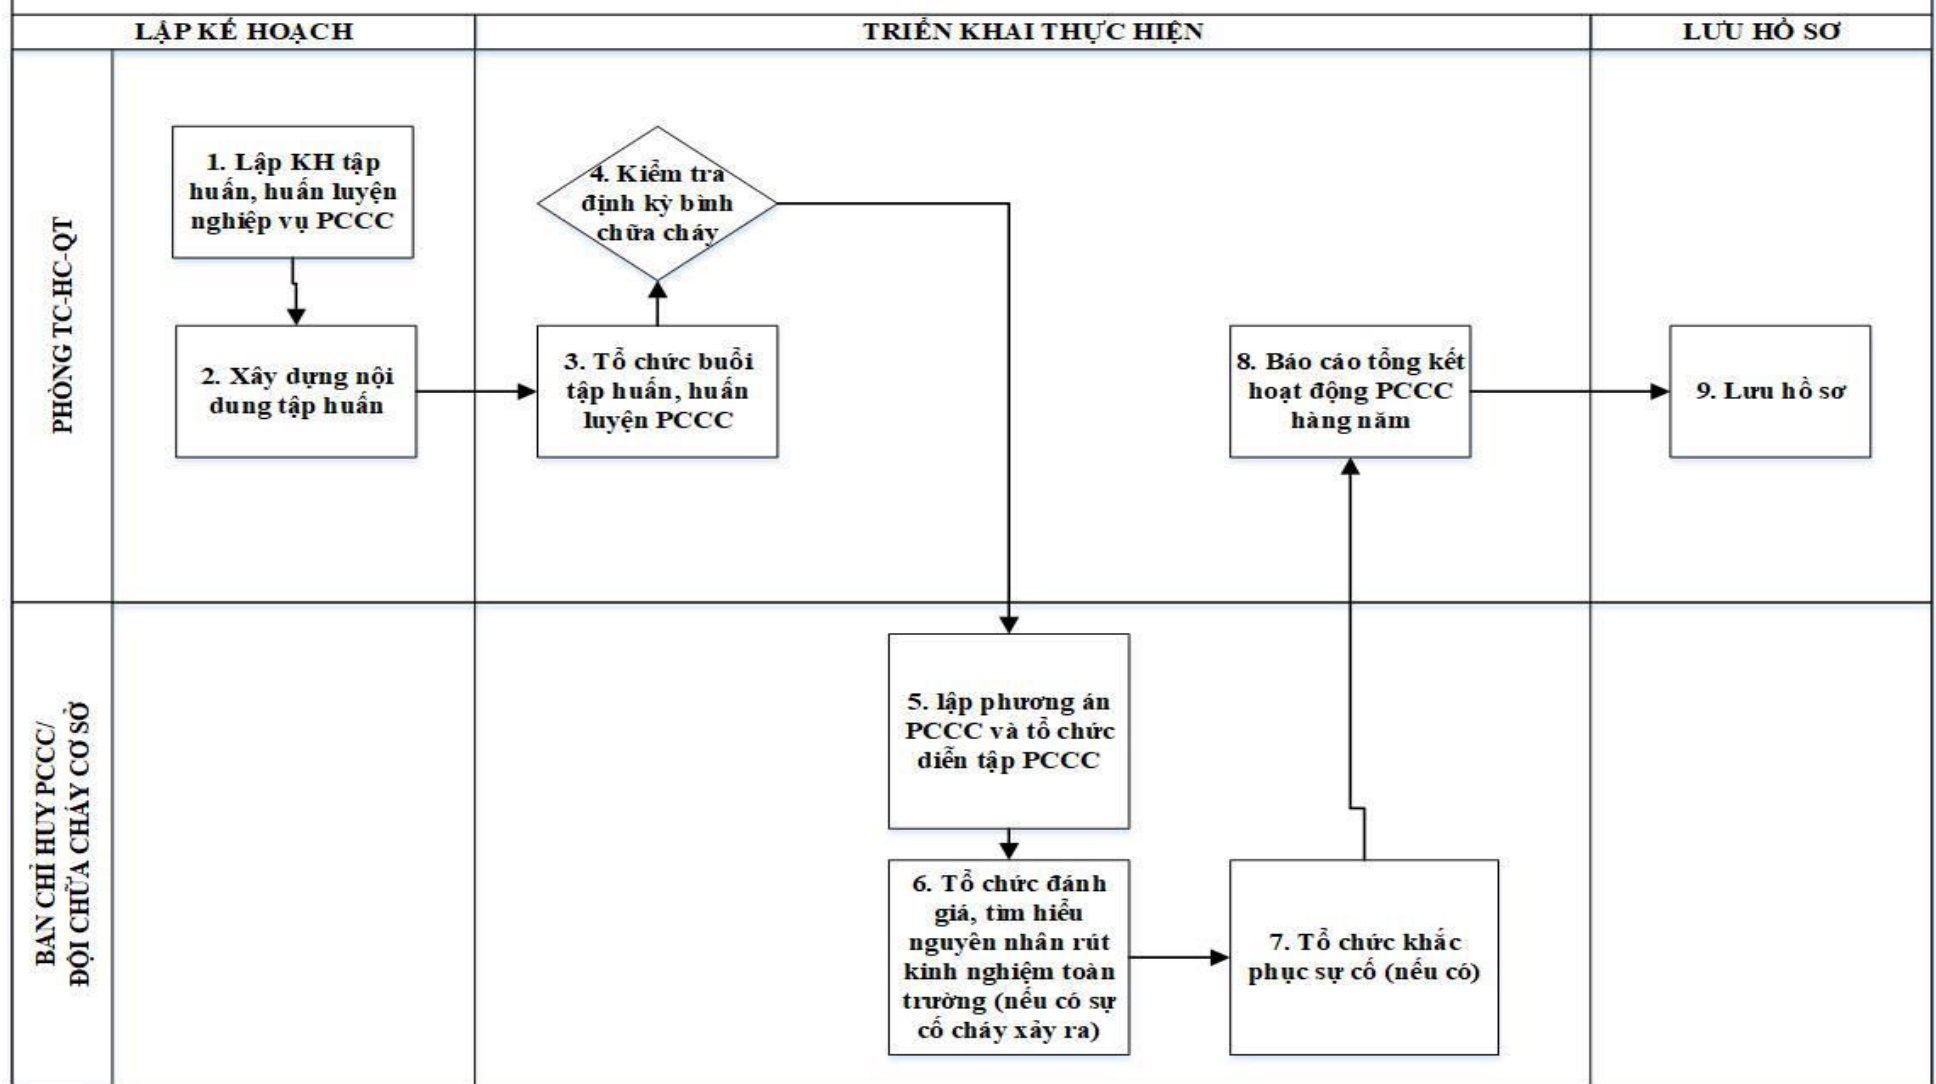 LẬP KẾ HOẠCH
TRIỂN KHAI THỰC HIỆN
LƯU HỒ SƠ
PHÒNG TC-HC-QT
1. Lập KH tập
huấn, huấn luyện
nghiệp vụ PCCC
2. Xây dựng nội
dung tập huấn
3. Tổ chức buổi
tập huấn, huấn
luyện PCCC
4. Kiểm tra
định kỳ bình
chữa cháy
8. Báo cáo tổng kết
hoạt động PCCC
hàng năm
9. Lưu hồ sơ
BAN CHỈ HUY PCCC/
ĐỘI CHỮA CHÁY CƠ SỞ
5. lập phương án
PCCC và tổ chức
diễn tập PCCC
6. Tổ chức đánh
giá, tìm hiểu
nguyên nhân rút
kinh nghiệm toàn
trường (nếu có sự
cố cháy xảy ra)
7. Tổ chức khắc
phục sự cố (nếu có)